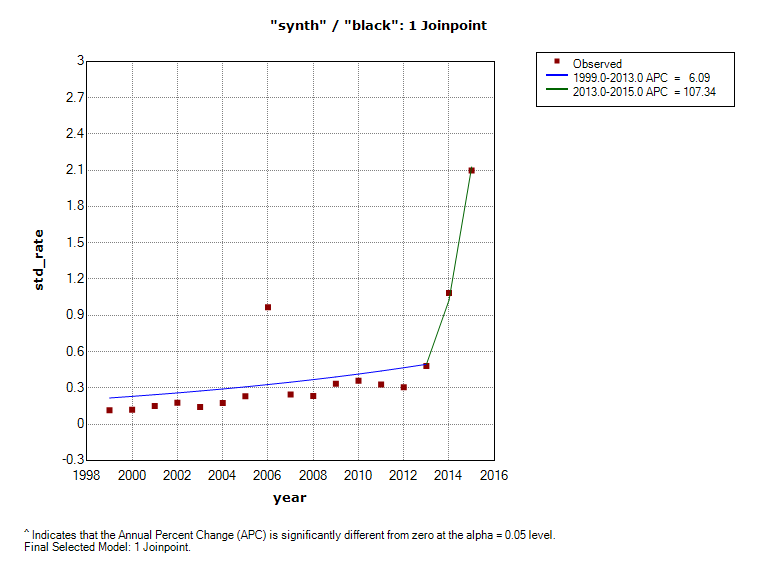 "synth" / "black": 1 Joinpoint
Observed
1999.0-2013.0 APC = 6.09
2013.0-2015.0 APC = 107.34
3
2.7
2.4
2.1
1.8
1.5
1.2
0.9
0.6
0.3
0
-0.3
std_rate
1998 2000 2002 2004 2006 2008 2010 2012 2014 2016
year
^ Indicates that the Annual Percent Change (APC) is significantly different from zero at the alpha = 0.05 level.
Final Selected Model: 1 Joinpoint.